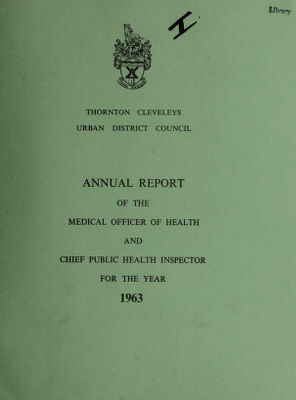 Library
H
THORNTON CLEVELEYS
URBAN DISTRICT COUNCIL
ANNUAL REPORT
OF THE
MEDICAL OFFICER OF HEALTH
AND
CHIEF PUBLIC HEALTH INSPECTOR
FOR THE YEAR
1963